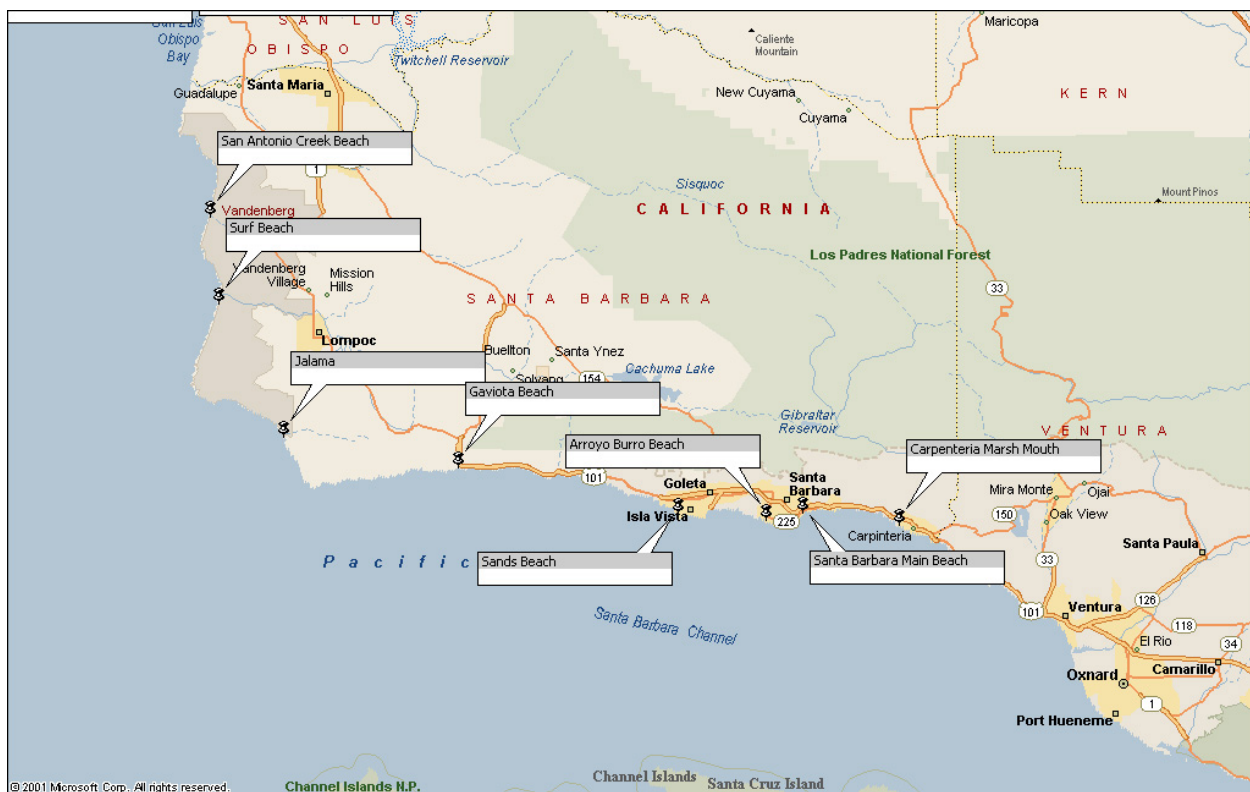 SAN LUIS
OBISPO
San Luis
Obispo
Bay
Twitchell Reservoir
Caliente
Mountain
Maricopa
Guadalupe
Santa Maria
New Cuyama
Cuyama
KERN
San Antonio Creek Beach
1
Sisquoc
Mount Pinos
CALIFORNIA
Vandenberg
Surf Beach
Los Padres National Forest
Vandenberg
Village
Mission
Hills
33
SANTA BARBARA
Lompoc
Buellton
Santa Ynez
Jalama
Solvang
154
Cachuma Lake
Gaviota Beach
Gibraltar
Reservoir
VENTURA
Arroyo Burro Beach
Carpenteria Marsh Mouth
101
Goleta
Santa
Barbara
Mira Monte
Ojai
Isla Vista
225
Carpinteria
150
Oak View
Pacific
Sands Beach
Santa Barbara Main Beach
33
Santa Paula
Santa Barbara Channel
101
Ventura
126
118
El Rio
34
Oxnard
Camarillo
1
Port Hueneme
Channel Islands
Santa Cruz Island
Channel Islands N.P.
© 2001 Microsoft Corp. All rights reserved.